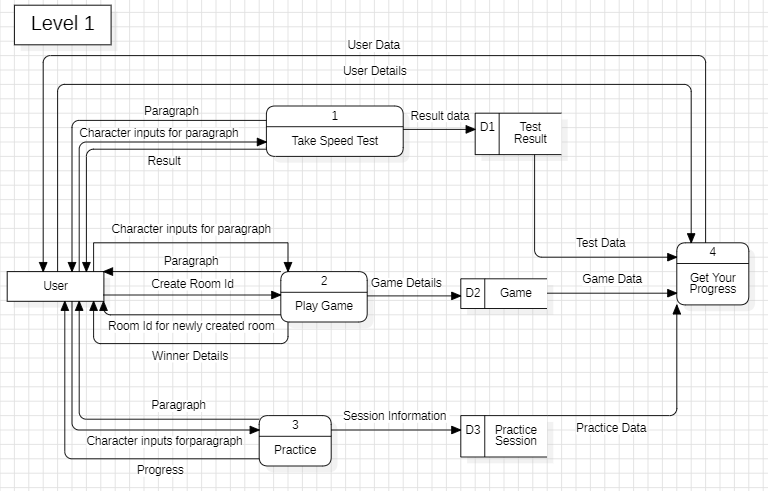 Level 1
User Data
User Details
Paragraph
Character inputs for paragraph
Result
1
Take Speed Test
Result data
D1
Test
Result
Character inputs for paragraph
Paragraph
User
Create Room Id
Room Id for newly created room
Winner Details
2
Play Game
Game Details
D2
Game
Test Data
Game Data
4
Get Your
Progress
Paragraph
Character inputs forparagraph
Progress
3
Practice
Session Information
D3
Practice
Session
Practice Data